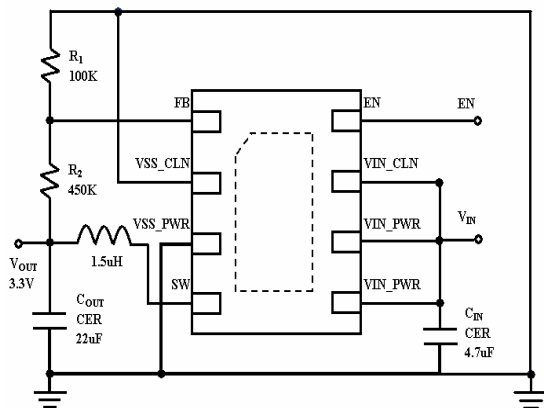 R1
100K
FB
EN
EN
VSS_CLN
VIN_CLN
R2
450K
VSS_PWR
VIN_PWR
VIN
VOUT
3.3V
1.5uH
SW
VIN_PWR
COUT
CER
22uF
CIN
CER
4.7uF